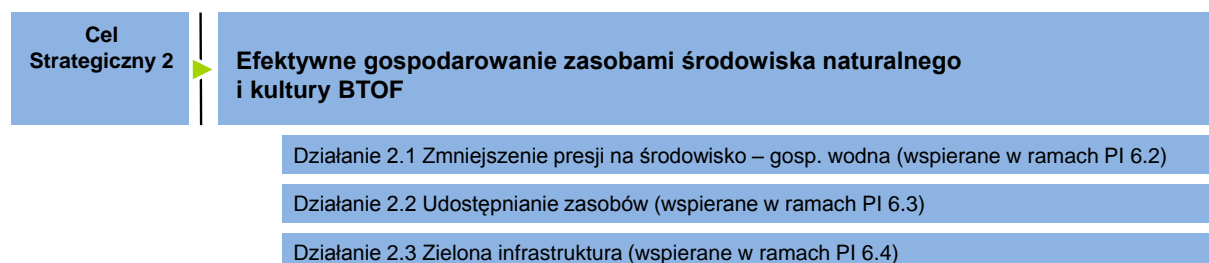 Cel
Strategiczny 2
Efektywne gospodarowanie zasobami środowiska naturalnego
i kultury BTOF
Działanie 2.1 Zmniejszenie presji na środowisko – gosp. wodna (wspierane w ramach PI 6.2)
Działanie 2.2 Udostępnianie zasobów (wspierane w ramach PI 6.3)
Działanie 2.3 Zielona infrastruktura (wspierane w ramach PI 6.4)